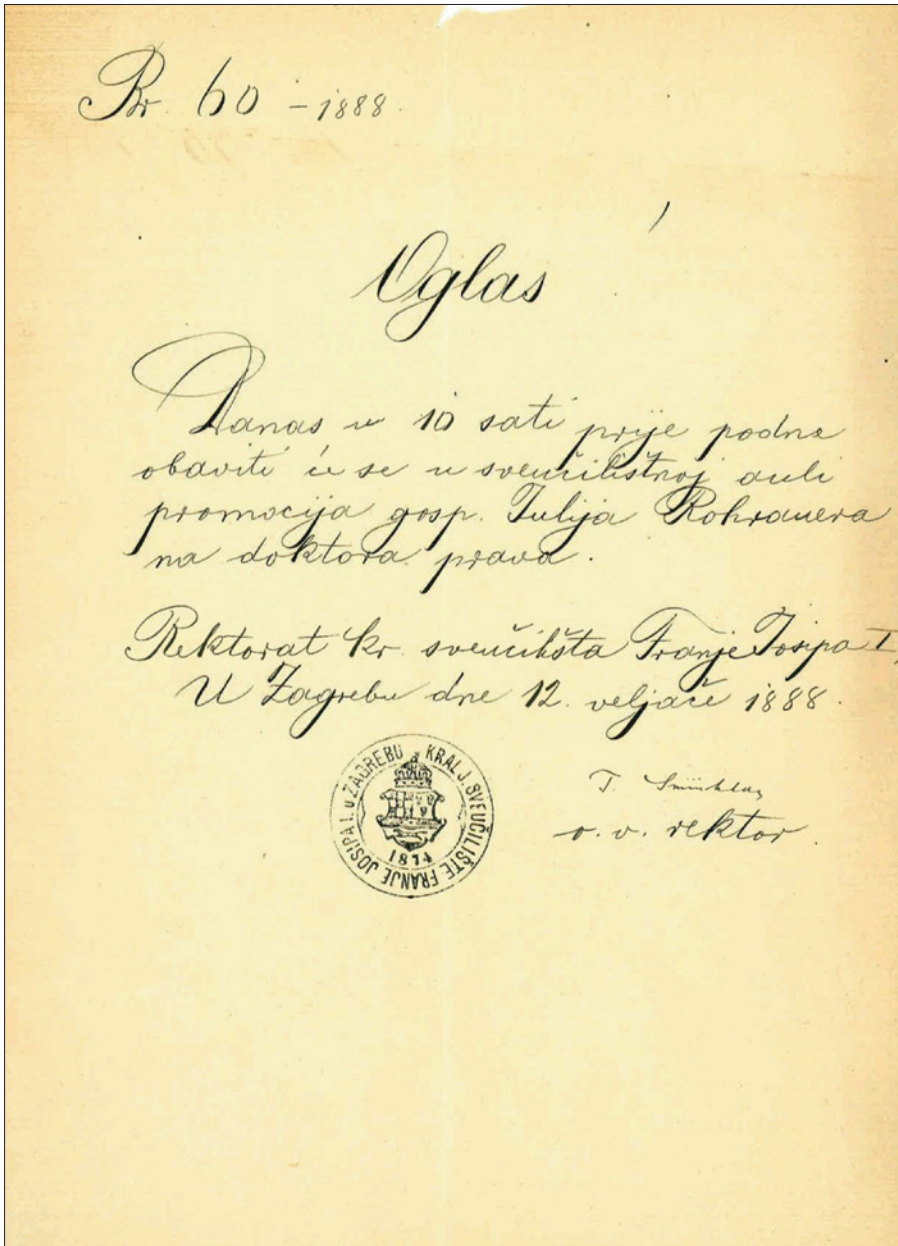 Br. 60 - 1888.
Oglas
Danas u 10 sati prije podne
obaviti će se u sveučilištnoj auli
promocija gosp. Julija Rohrauera
na doktora prava.
Rektorat kr. sveučilišta Franje Josipa I.
U Zagrebu dne 12. veljače 1888.
T. Smičiklas
o. v. rektor
KRALJ. SVEUČILIŠTE FRANJE JOSIPA I. U ZAGREBU
1874